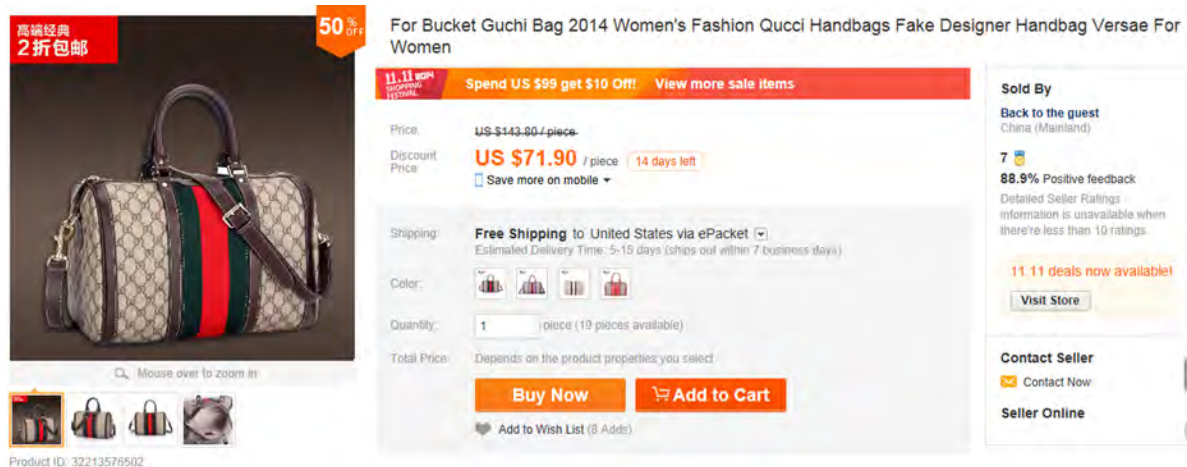 高端经典
2折包邮
50% OFF
For Bucket Guchi Bag 2014 Women's Fashion Qucci Handbags Fake Designer Handbag Versae For
Women
11.11 2014
SHOPPING
FESTIVAL
Spend US $99 get $10 Off! View more sale items
Price:
US $143.80 / piece
Discount
Price:
US $71.90 / piece
14 days left
Save more on mobile
Shipping:
Free Shipping to United States via ePacket
Estimated Delivery Time: 5-15 days (ships out within 7 business days)
Color:
Quantity:
1
piece (19 pieces available)
Total Price:
Depends on the product properties you select
Buy Now
Add to Cart
Add to Wish List (8 Adds)
Mouse over to zoom in
Product ID: 32213576502
Sold By
Back to the guest
China (Mainland)
7
88.9% Positive feedback
Detailed Seller Ratings
information is unavailable when
there're less than 10 ratings.
11.11 deals now available!
Visit Store
Contact Seller
Contact Now
Seller Online